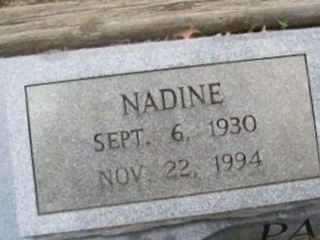 NADINE
SEPT. 6, 1930
NOV. 22, 1994